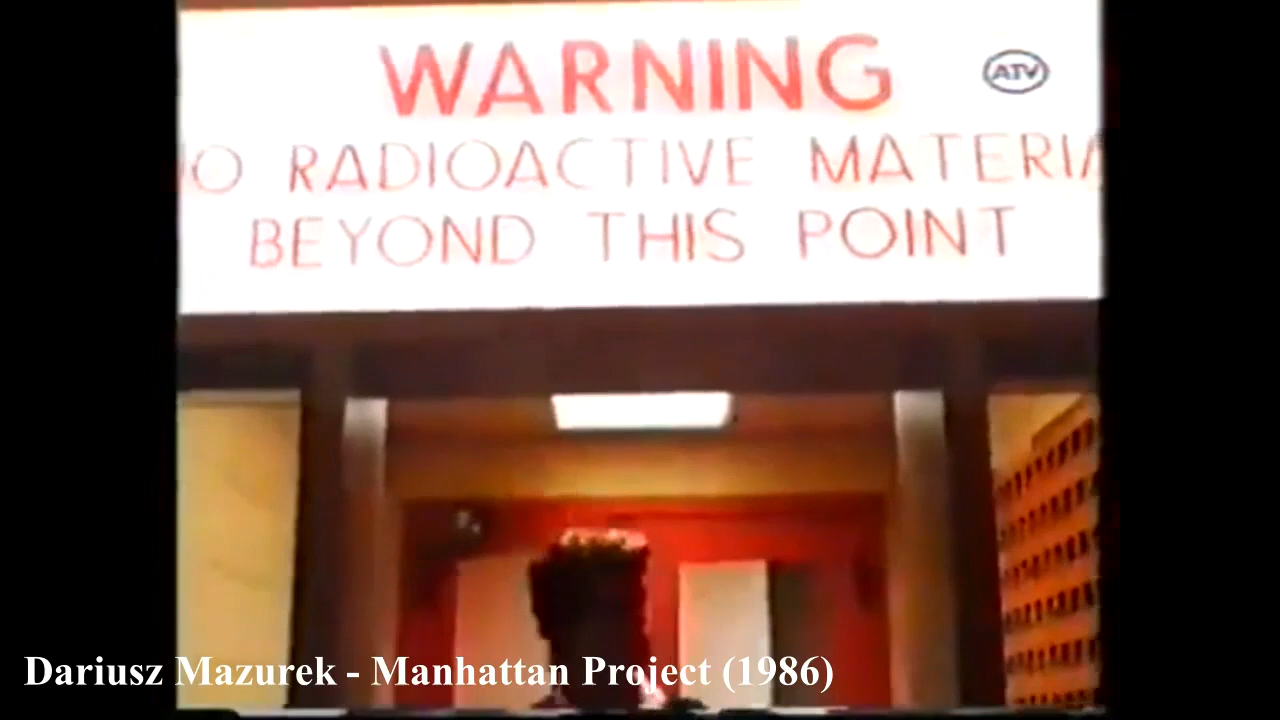 WARNING
ATV
O RADIOACTIVE MATERIA
BEYOND THIS POINT
Dariusz Mazurek - Manhattan Project (1986)